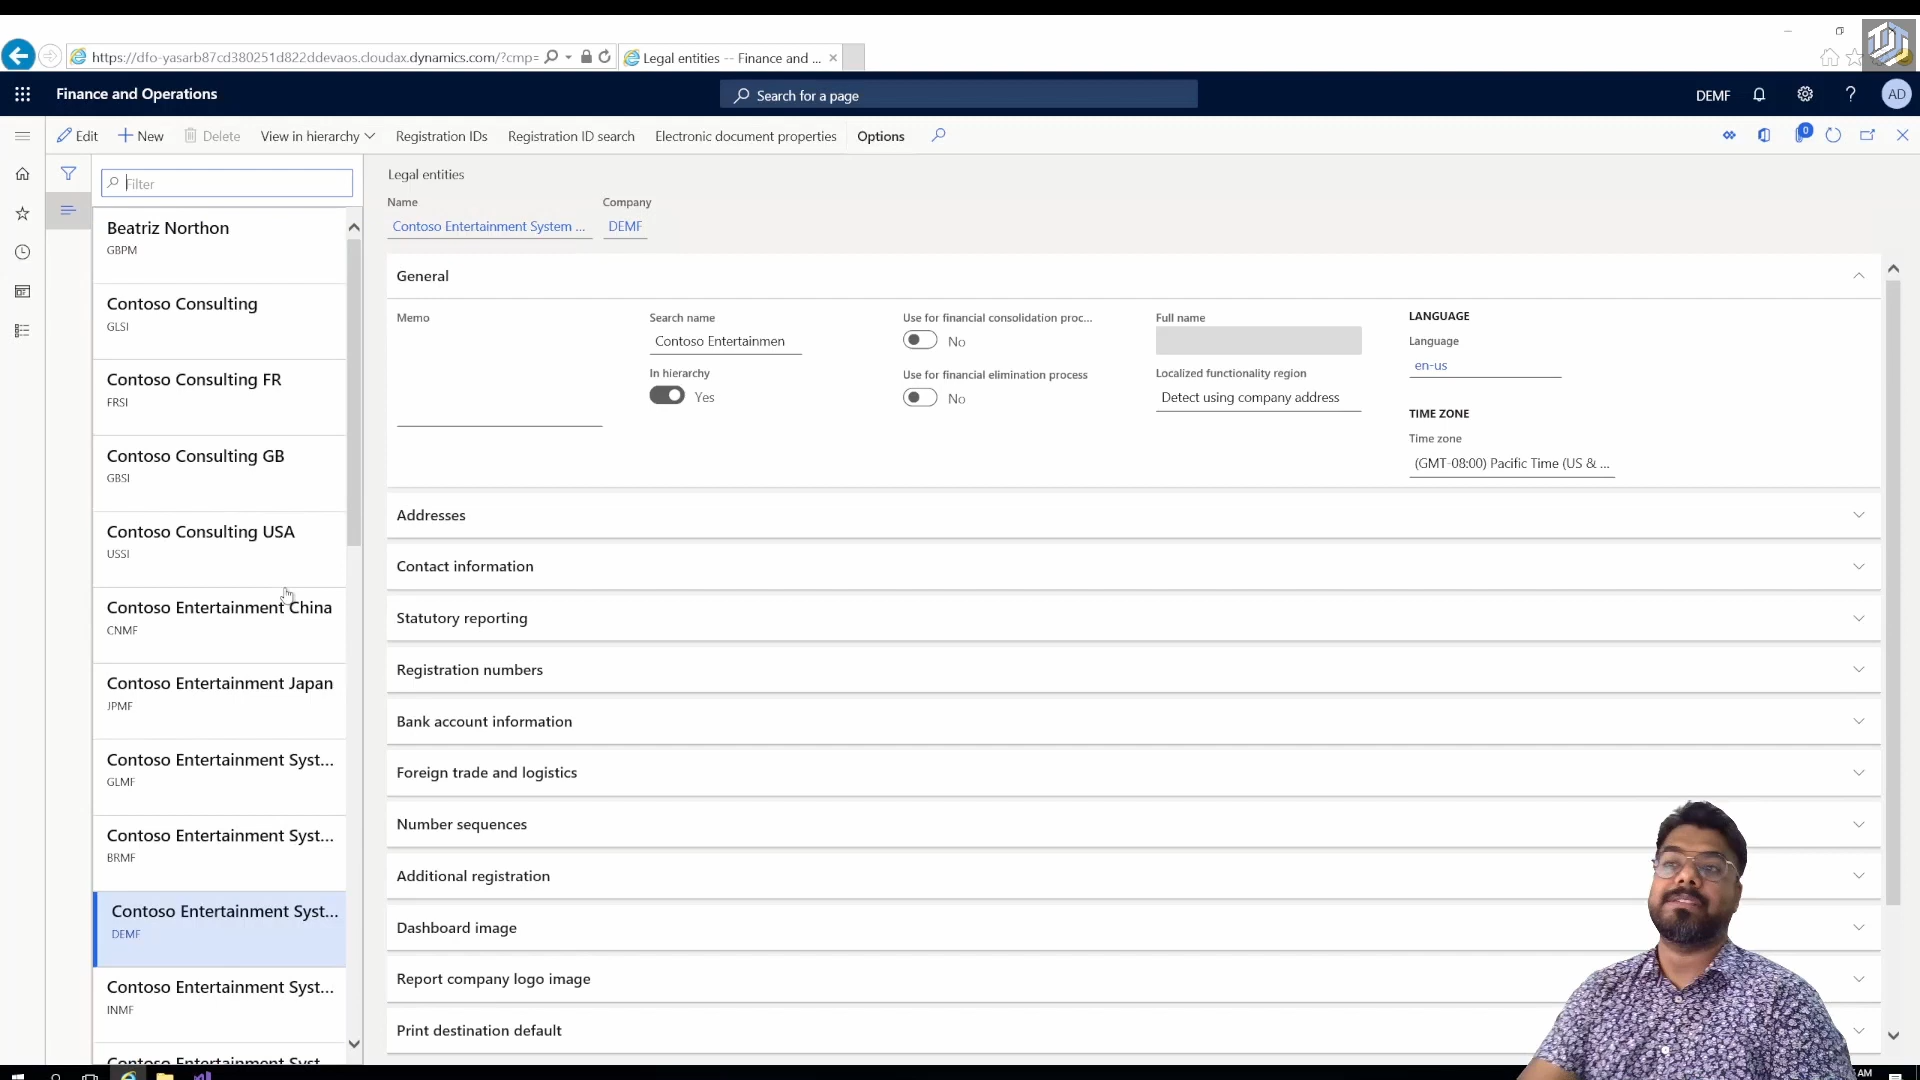 https://dfo-yasarb87cd380251d822ddevaos.cloudax.dynamics.com/?cmp=
Legal entities -- Finance and ...
Finance and Operations
Search for a page
DEMF
AD
Edit
New
Delete
View in hierarchy
Registration IDs
Registration ID search
Electronic document properties
Options
0
Filter
Beatriz Northon
GBPM
Contoso Consulting
GLSI
Contoso Consulting FR
FRSI
Contoso Consulting GB
GBSI
Contoso Consulting USA
USSI
Contoso Entertainment China
CNMF
Contoso Entertainment Japan
JPMF
Contoso Entertainment Syst...
GLMF
Contoso Entertainment Syst...
BRMF
Contoso Entertainment Syst...
DEMF
Contoso Entertainment Syst...
INMF
Contoso Entertainment Syst...
Legal entities
Name
Company
Contoso Entertainment System ...
DEMF
General
Memo
Search name
Contoso Entertainmen
In hierarchy
Yes
Use for financial consolidation proc...
No
Use for financial elimination process
No
Full name
Localized functionality region
Detect using company address
LANGUAGE
Language
en-us
TIME ZONE
Time zone
(GMT-08:00) Pacific Time (US & ...
Addresses
Contact information
Statutory reporting
Registration numbers
Bank account information
Foreign trade and logistics
Number sequences
Additional registration
Dashboard image
Report company logo image
Print destination default
AM